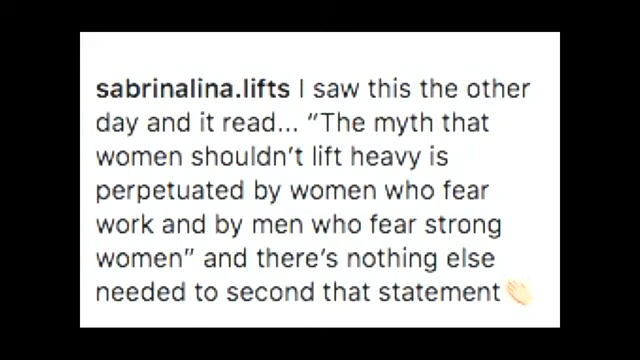 sabrinalina.lifts I saw this the other
day and it read... "The myth that
women shouldn't lift heavy is
perpetuated by women who fear
work and by men who fear strong
women" and there's nothing else
needed to second that statement👏🏻